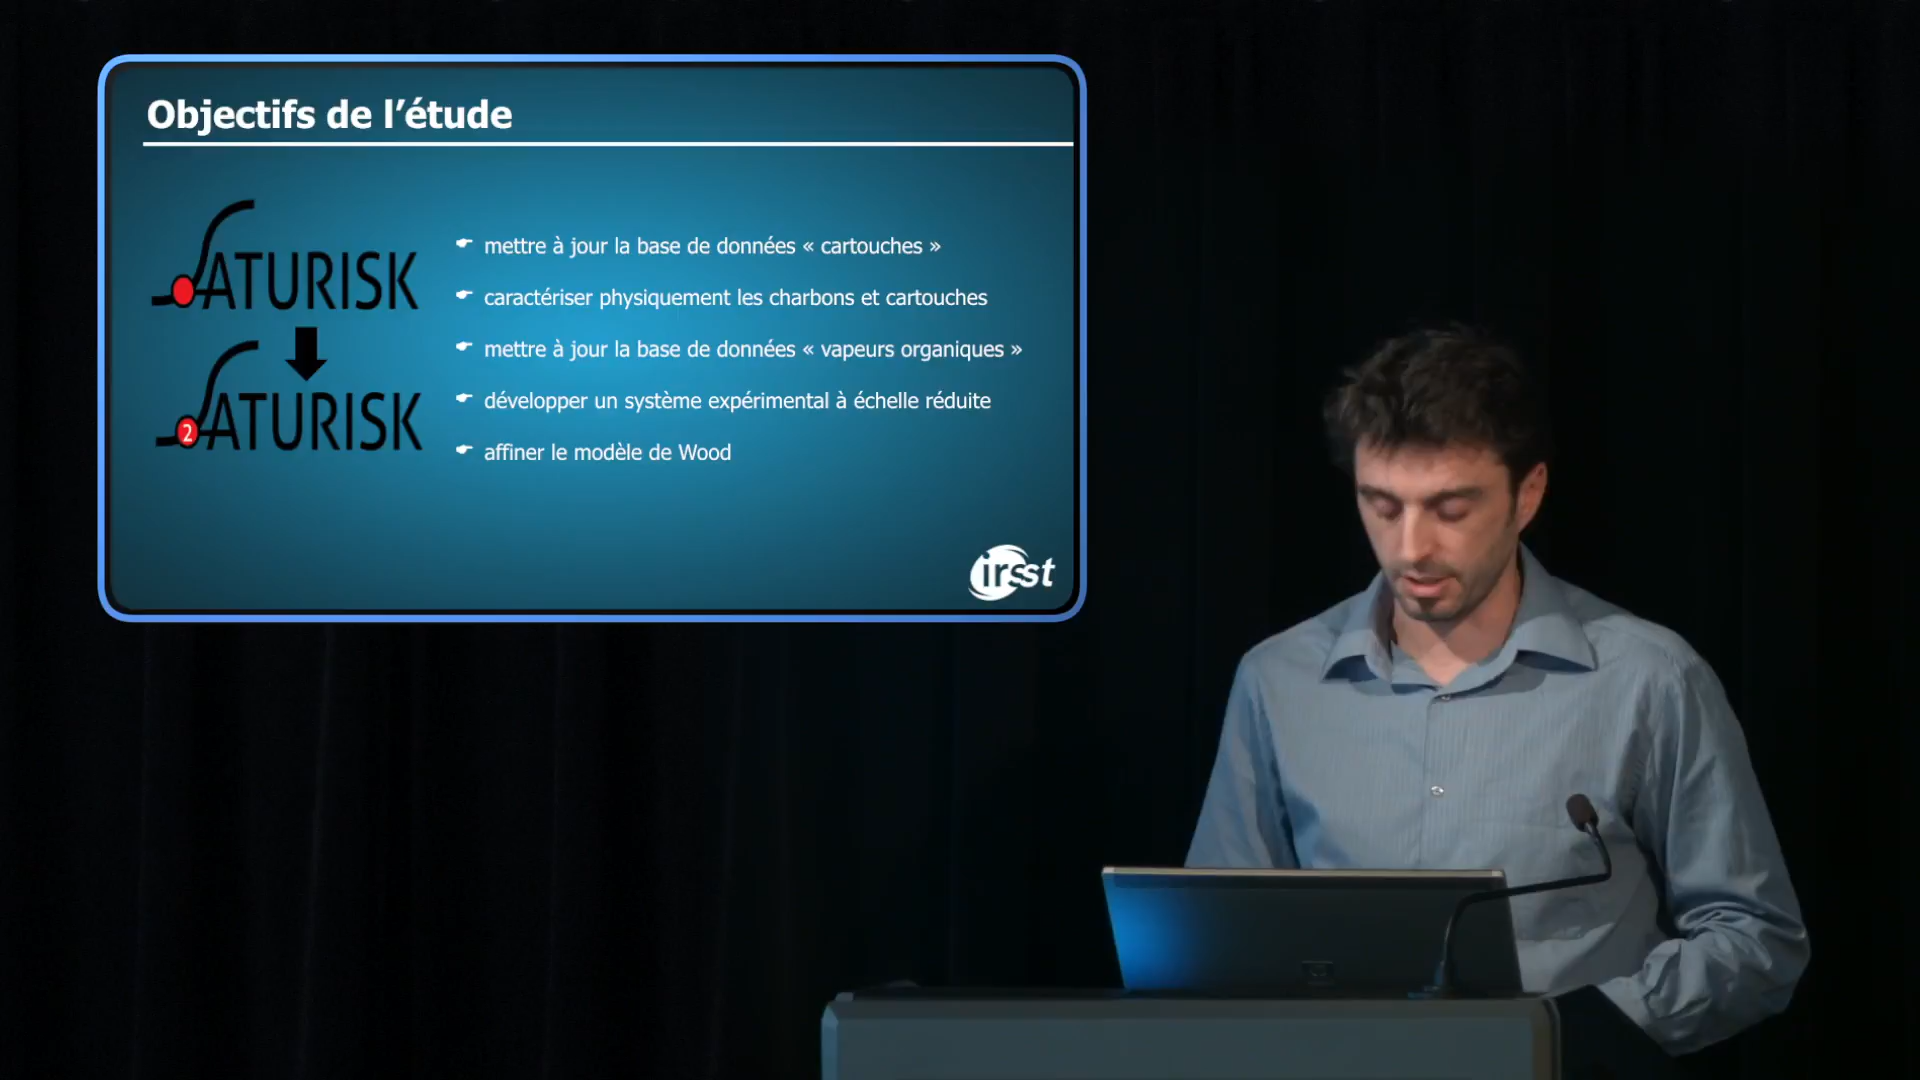 Objectifs de l’étude
SATURISK
2
SATURISK
mettre à jour la base de données « cartouches »
caractériser physiquement les charbons et cartouches
mettre à jour la base de données « vapeurs organiques »
développer un système expérimental à échelle réduite
affiner le modèle de Wood
irsst